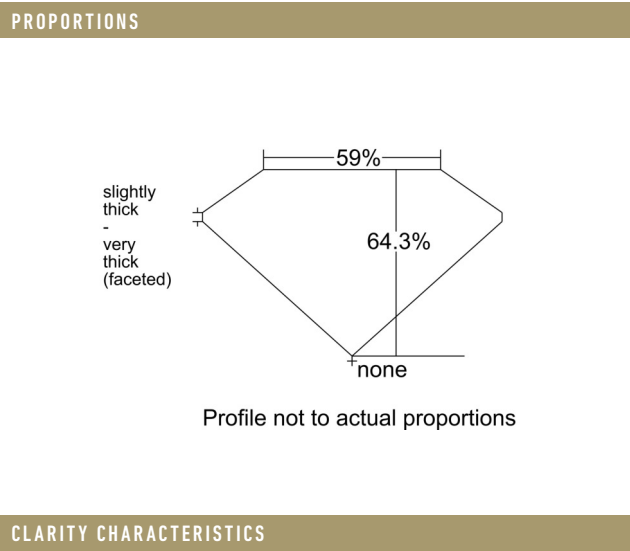 PROPORTIONS
59%
slightly
thick
-
very
thick
(faceted)
64.3%
none
Profile not to actual proportions
CLARITY CHARACTERISTICS